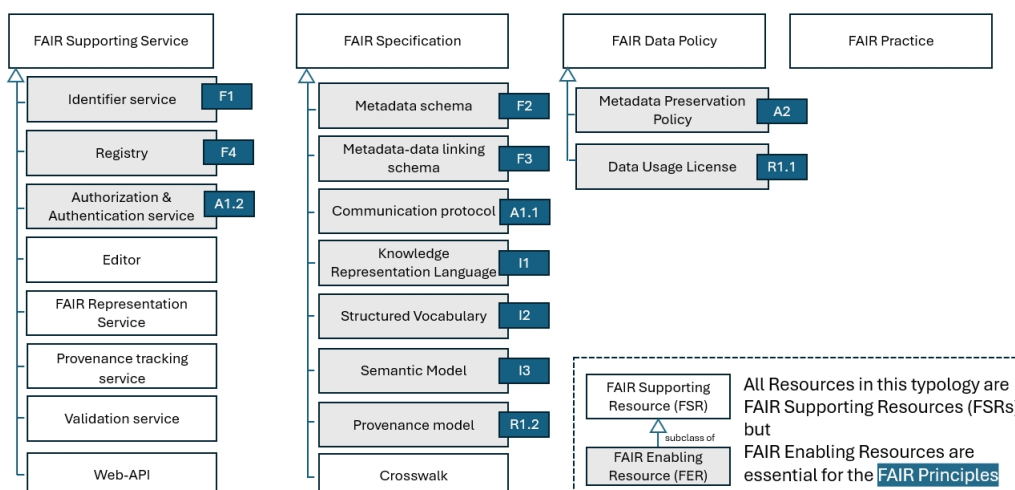 FAIR Supporting Service
Identifier service
F1
Registry
F4
Authorization &
Authentication service
A1.2
Editor
FAIR Representation
Service
Provenance tracking
service
Validation service
Web-API
FAIR Specification
Metadata schema
F2
Metadata-data linking
schema
F3
Communication protocol
A1.1
Knowledge
Representation Language
I1
Structured Vocabulary
I2
Semantic Model
I3
Provenance model
R1.2
Crosswalk
FAIR Data Policy
Metadata Preservation
Policy
A2
Data Usage License
R1.1
FAIR Practice
FAIR Supporting
Resource (FSR)
subclass of
FAIR Enabling
Resource (FER)
All Resources in this typology are
FAIR Supporting Resources (FSRs)
but
FAIR Enabling Resources are
essential for the FAIR Principles